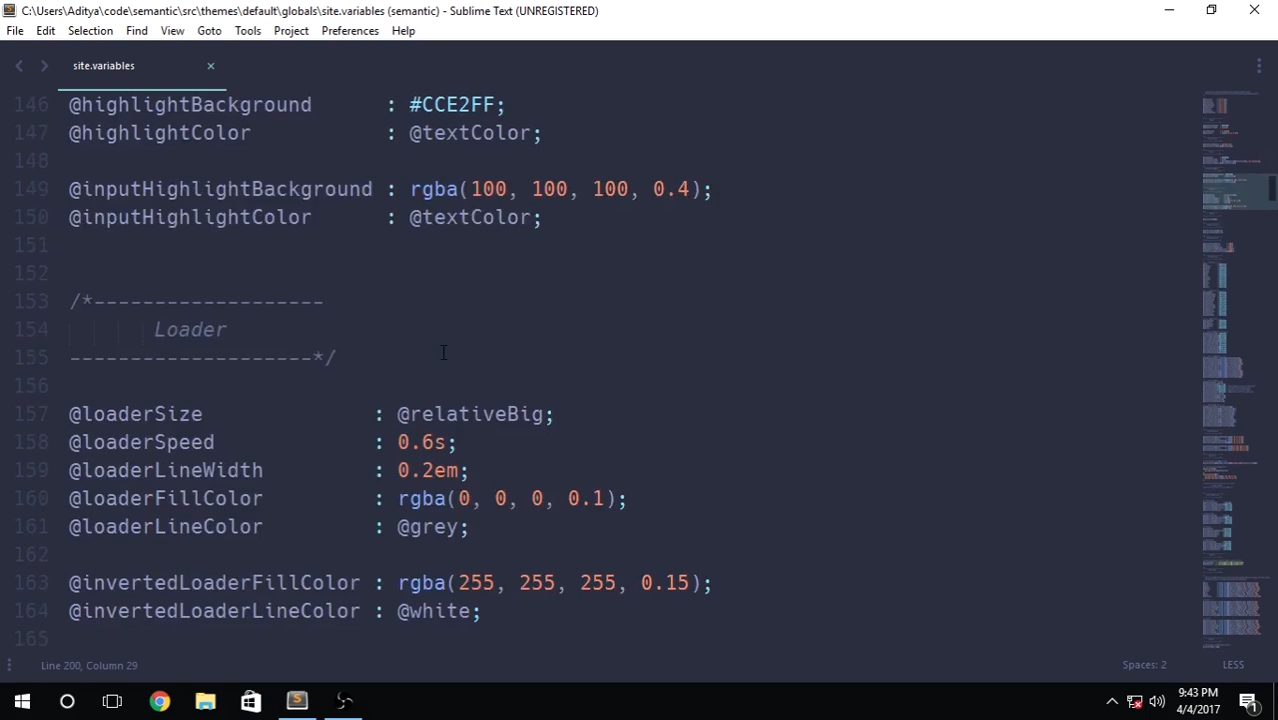 C:\Users\Aditya\code\semantic\src\themes\default\globals\site.variables (semantic) - Sublime Text (UNREGISTERED)
File Edit Selection Find View Goto Tools Project Preferences Help
site.variables
146 @highlightBackground : #CCE2FF;
147 @highlightColor : @textColor;
148
149 @inputHighlightBackground : rgba(100, 100, 100, 0.4);
150 @inputHighlightColor : @textColor;
151
152
153 /*-------------------
154 Loader
155 --------------------*/
156
157 @loaderSize : @relativeBig;
158 @loaderSpeed : 0.6s;
159 @loaderLineWidth : 0.2em;
160 @loaderFillColor : rgba(0, 0, 0, 0.1);
161 @loaderLineColor : @grey;
162
163 @invertedLoaderFillColor : rgba(255, 255, 255, 0.15);
164 @invertedLoaderLineColor : @white;
165
Line 200, Column 29 Spaces: 2 LESS
9:43 PM
4/4/2017